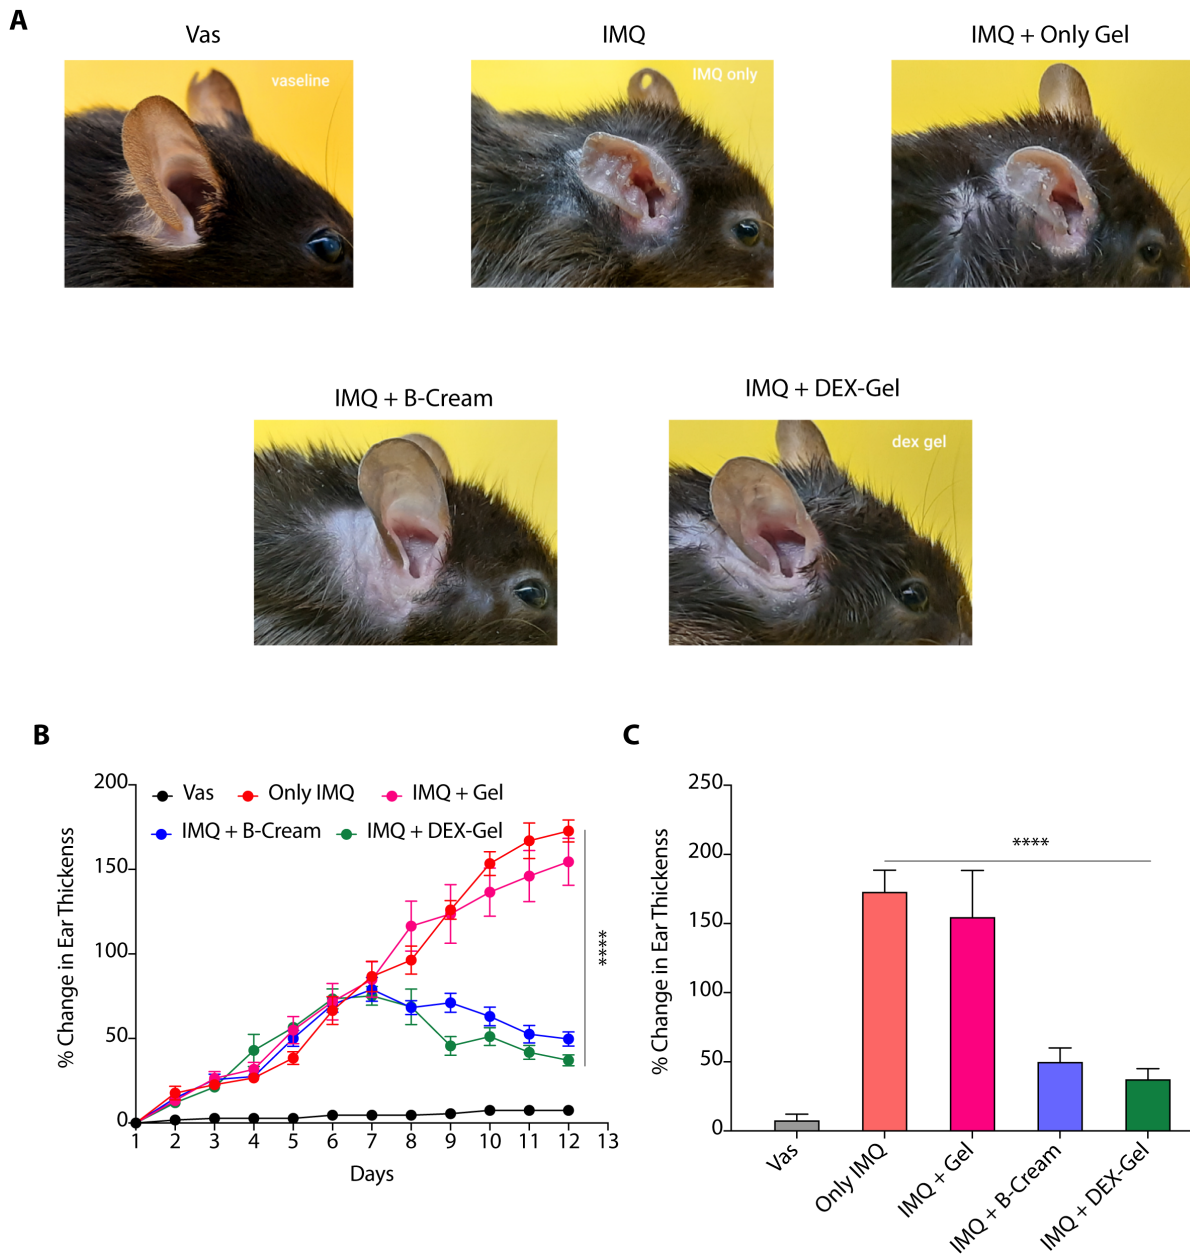 A
Vas
IMQ
IMQ + Only Gel
vaseline
IMQ only
IMQ + B-Cream
IMQ + DEX-Gel
dex gel
B
% Change in Ear Thickenss
200
150
100
50
0
Vas
Only IMQ
IMQ + Gel
IMQ + B-Cream
IMQ + DEX-Gel
****
1 2 3 4 5 6 7 8 9 10 11 12 13
Days
C
% Change in Ear Thickenss
250
200
150
100
50
0
****
Vas
Only IMQ
IMQ + Gel
IMQ + B-Cream
IMQ + DEX-Gel